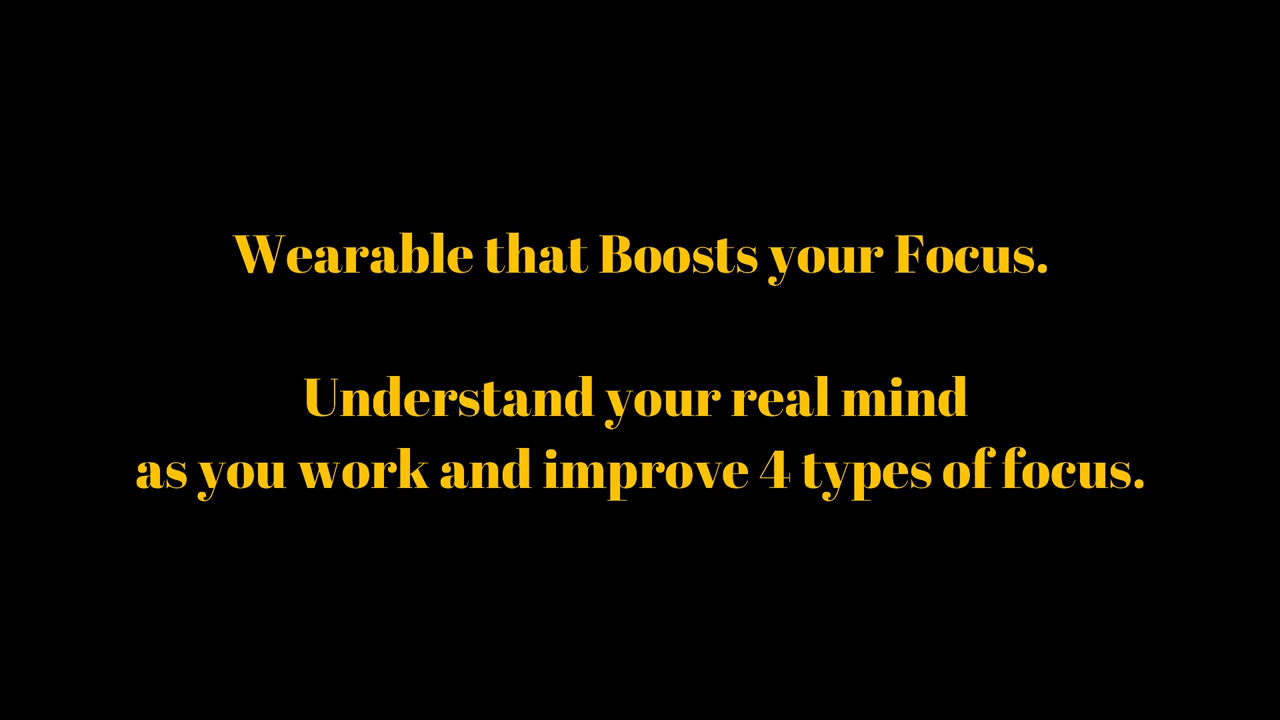 Wearable that Boosts your Focus.
Understand your real mind
as you work and improve 4 types of focus.